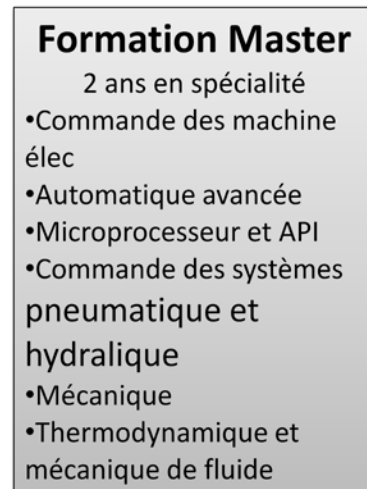 Formation Master
2 ans en spécialité
•Commande des machine
élec
•Automatique avancée
•Microprocesseur et API
•Commande des systèmes
pneumatique et
hydralique
•Mécanique
•Thermodynamique et
mécanique de fluide